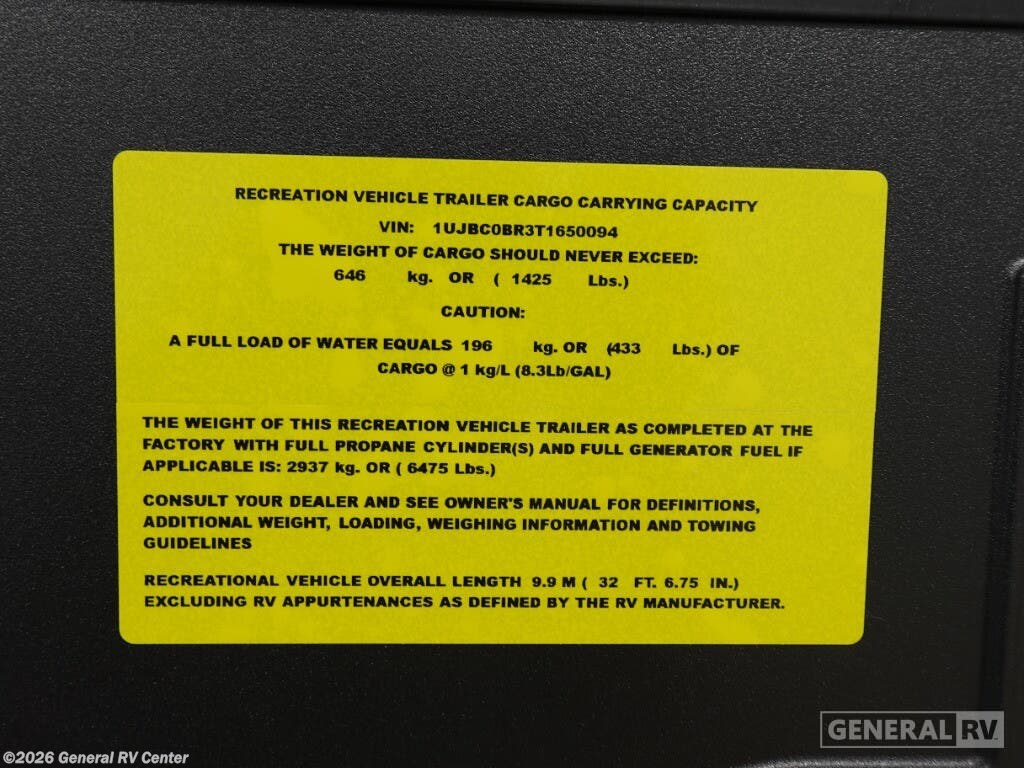 RECREATION VEHICLE TRAILER CARGO CARRYING CAPACITY
VIN: 1UJBC0BR3T1650094
THE WEIGHT OF CARGO SHOULD NEVER EXCEED:
646 kg. OR ( 1425 Lbs.)
CAUTION:
A FULL LOAD OF WATER EQUALS 196 kg. OR (433 Lbs.) OF
CARGO @ 1 kg/L (8.3Lb/GAL)
THE WEIGHT OF THIS RECREATION VEHICLE TRAILER AS COMPLETED AT THE
FACTORY WITH FULL PROPANE CYLINDER(S) AND FULL GENERATOR FUEL IF
APPLICABLE IS: 2937 kg. OR ( 6475 Lbs.)
CONSULT YOUR DEALER AND SEE OWNER'S MANUAL FOR DEFINITIONS,
ADDITIONAL WEIGHT, LOADING, WEIGHING INFORMATION AND TOWING
GUIDELINES
RECREATIONAL VEHICLE OVERALL LENGTH 9.9 M ( 32 FT. 6.75 IN.)
EXCLUDING RV APPURTENANCES AS DEFINED BY THE RV MANUFACTURER.
GENERAL RV
©2026 General RV Center